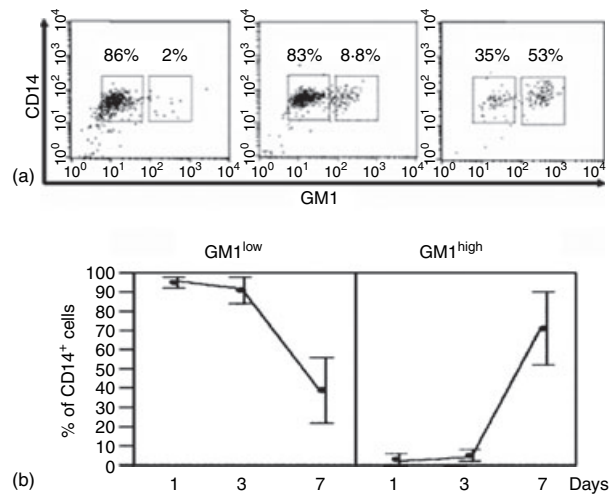 86% 2% 83% 8·8% 35% 53%
CD14
10⁰ 10¹ 10² 10³ 10⁴
10⁰ 10¹ 10² 10³ 10⁴
10⁰ 10¹ 10² 10³ 10⁴
10⁰ 10¹ 10² 10³ 10⁴
10⁰ 10¹ 10² 10³ 10⁴
10⁰ 10¹ 10² 10³ 10⁴
(a)
GM1
GM1low GM1high
% of CD14⁺ cells
100
90
80
70
60
50
40
30
20
10
0
(b)
1 3 7 1 3 7 Days